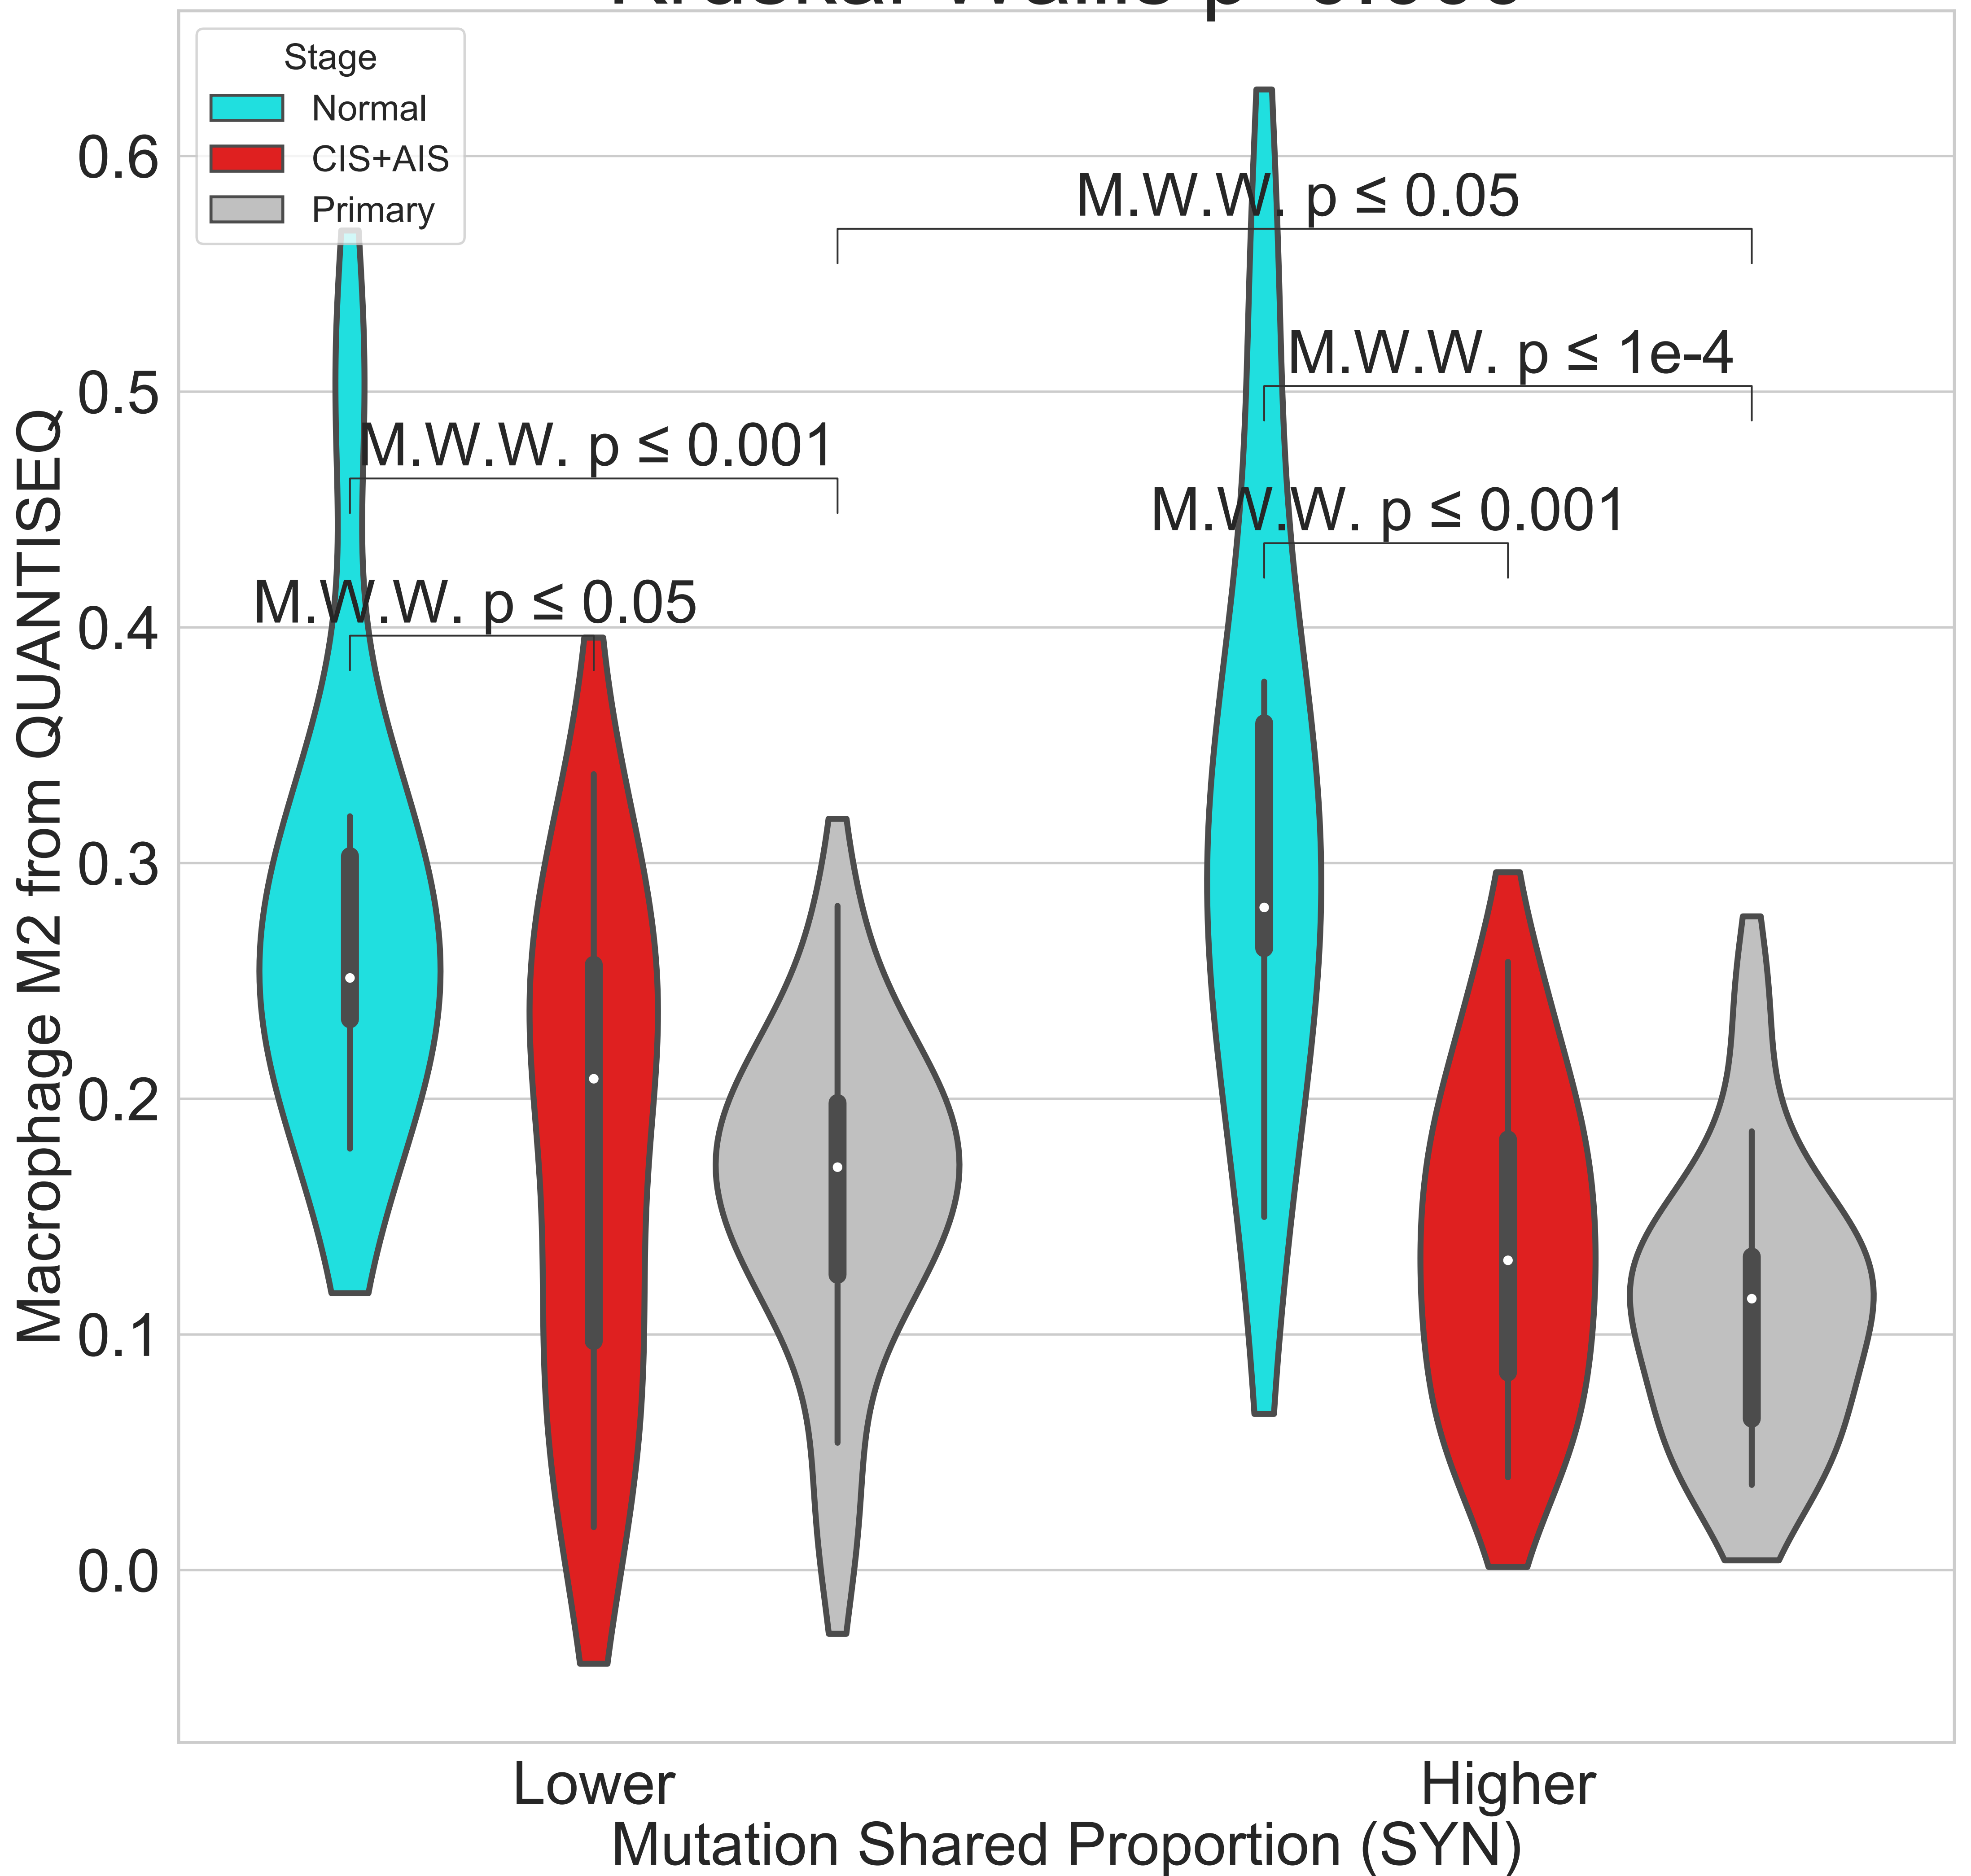 Stage
Normal
CIS+AIS
Primary
M.W.W. p ≤ 0.05
M.W.W. p ≤ 1e-4
M.W.W. p ≤ 0.001
M.W.W. p ≤ 0.001
M.W.W. p ≤ 0.05
0.6
0.5
0.4
0.3
0.2
0.1
0.0
Macrophage M2 from QUANTISEQ
Lower
Higher
Mutation Shared Proportion (SYN)